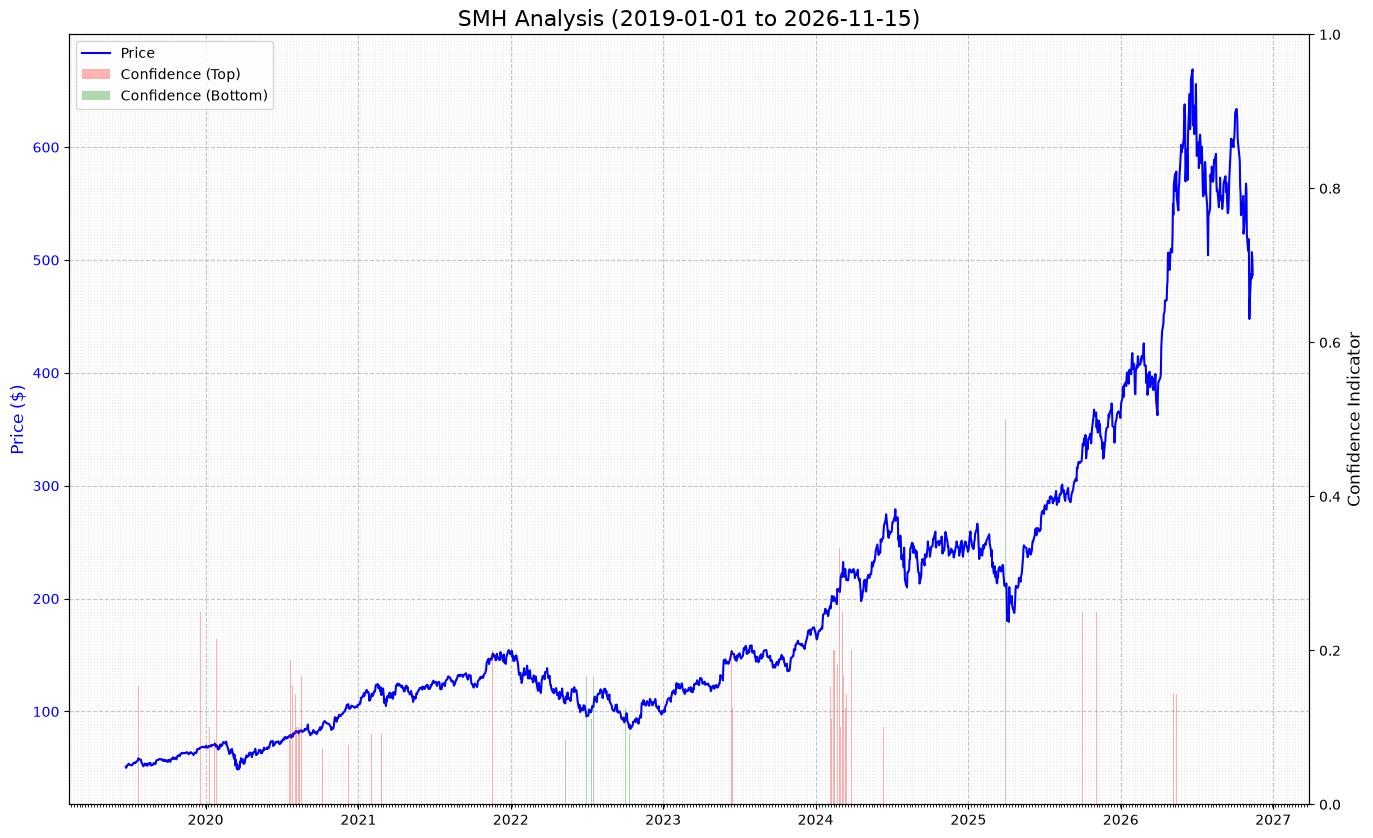 SMH Analysis (2019-01-01 to 2026-11-15)
Price
Confidence (Top)
Confidence (Bottom)
Price ($)
600
500
400
300
200
100
1.0
0.8
0.6
0.4
0.2
0.0
Confidence Indicator
2020 2021 2022 2023 2024 2025 2026 2027